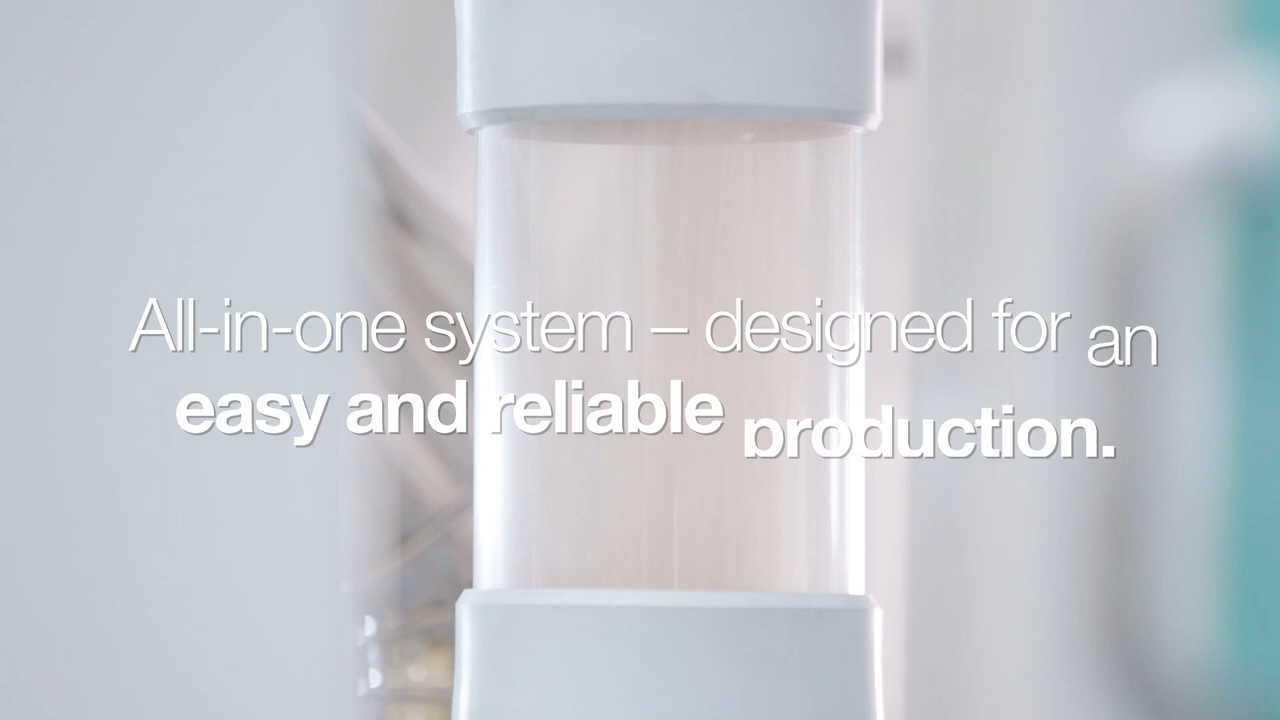 All-in-one system – designed for an
easy and reliable production.